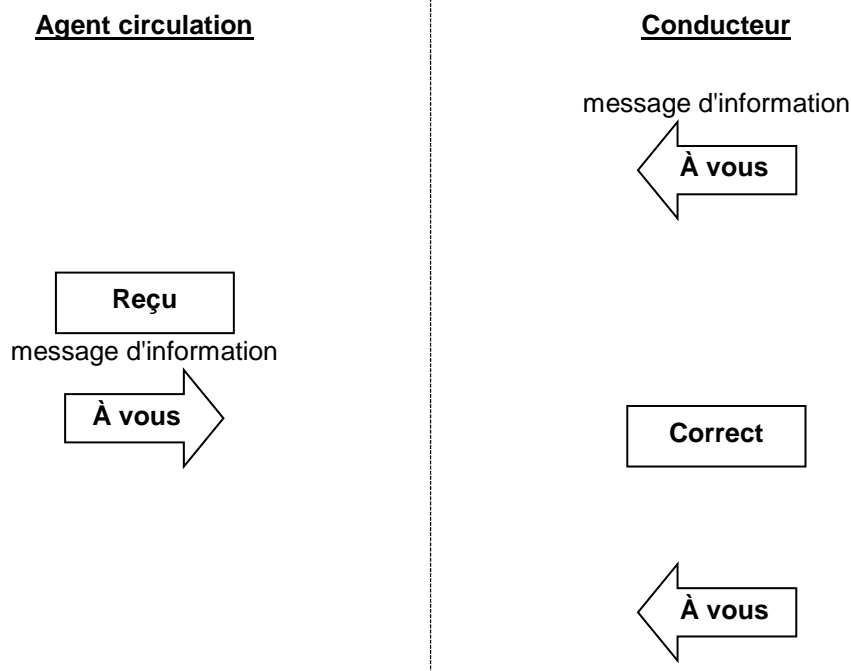 Agent circulation
Conducteur
message d'information
À vous
Reçu
message d'information
À vous
Correct
À vous